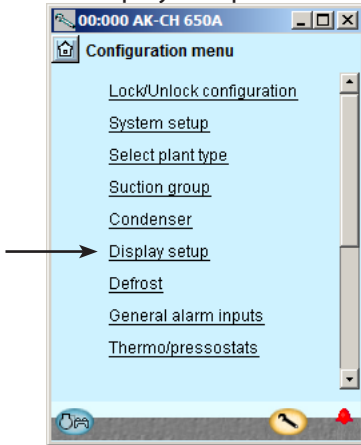 00:000 AK-CH 650A
Configuration menu
Lock/Unlock configuration
System setup
Select plant type
Suction group
Condenser
Display setup
Defrost
General alarm inputs
Thermo/pressostats